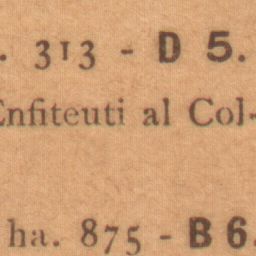 . 313 - D 5.
Enfiteuti al Col-
ha. 875 - B 6.